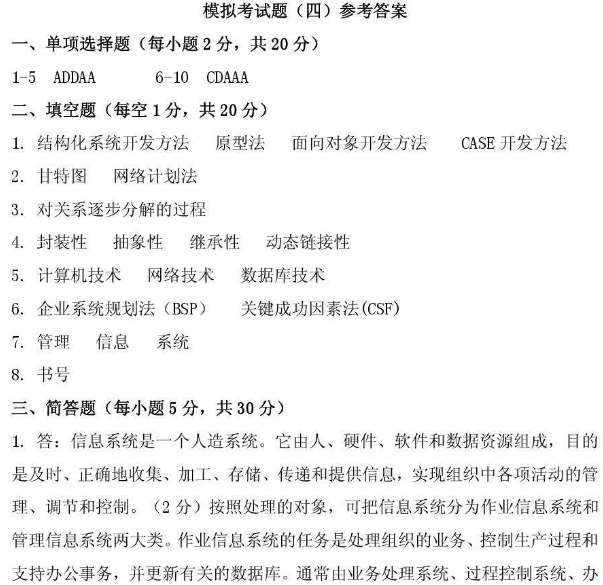 模拟考试题（四）参考答案
一、单项选择题（每小题 2 分，共 20 分）
1-5 ADDAA 6-10 CDAAA
二、填空题（每空 1 分，共 20 分）
1. 结构化系统开发方法 原型法 面向对象开发方法 CASE 开发方法
2. 甘特图 网络计划法
3. 对关系逐步分解的过程
4. 封装性 抽象性 继承性 动态链接性
5. 计算机技术 网络技术 数据库技术
6. 企业系统规划法（BSP） 关键成功因素法(CSF)
7. 管理 信息 系统
8. 书号
三、简答题（每小题 5 分，共 30 分）
1. 答：信息系统是一个人造系统。它由人、硬件、软件和数据资源组成，目的
是及时、正确地收集、加工、存储、传递和提供信息，实现组织中各项活动的管
理、调节和控制。（2 分）按照处理的对象，可把信息系统分为作业信息系统和
管理信息系统两大类。作业信息系统的任务是处理组织的业务、控制生产过程和
支持办公事务，并更新有关的数据库。通常由业务处理系统、过程控制系统、办